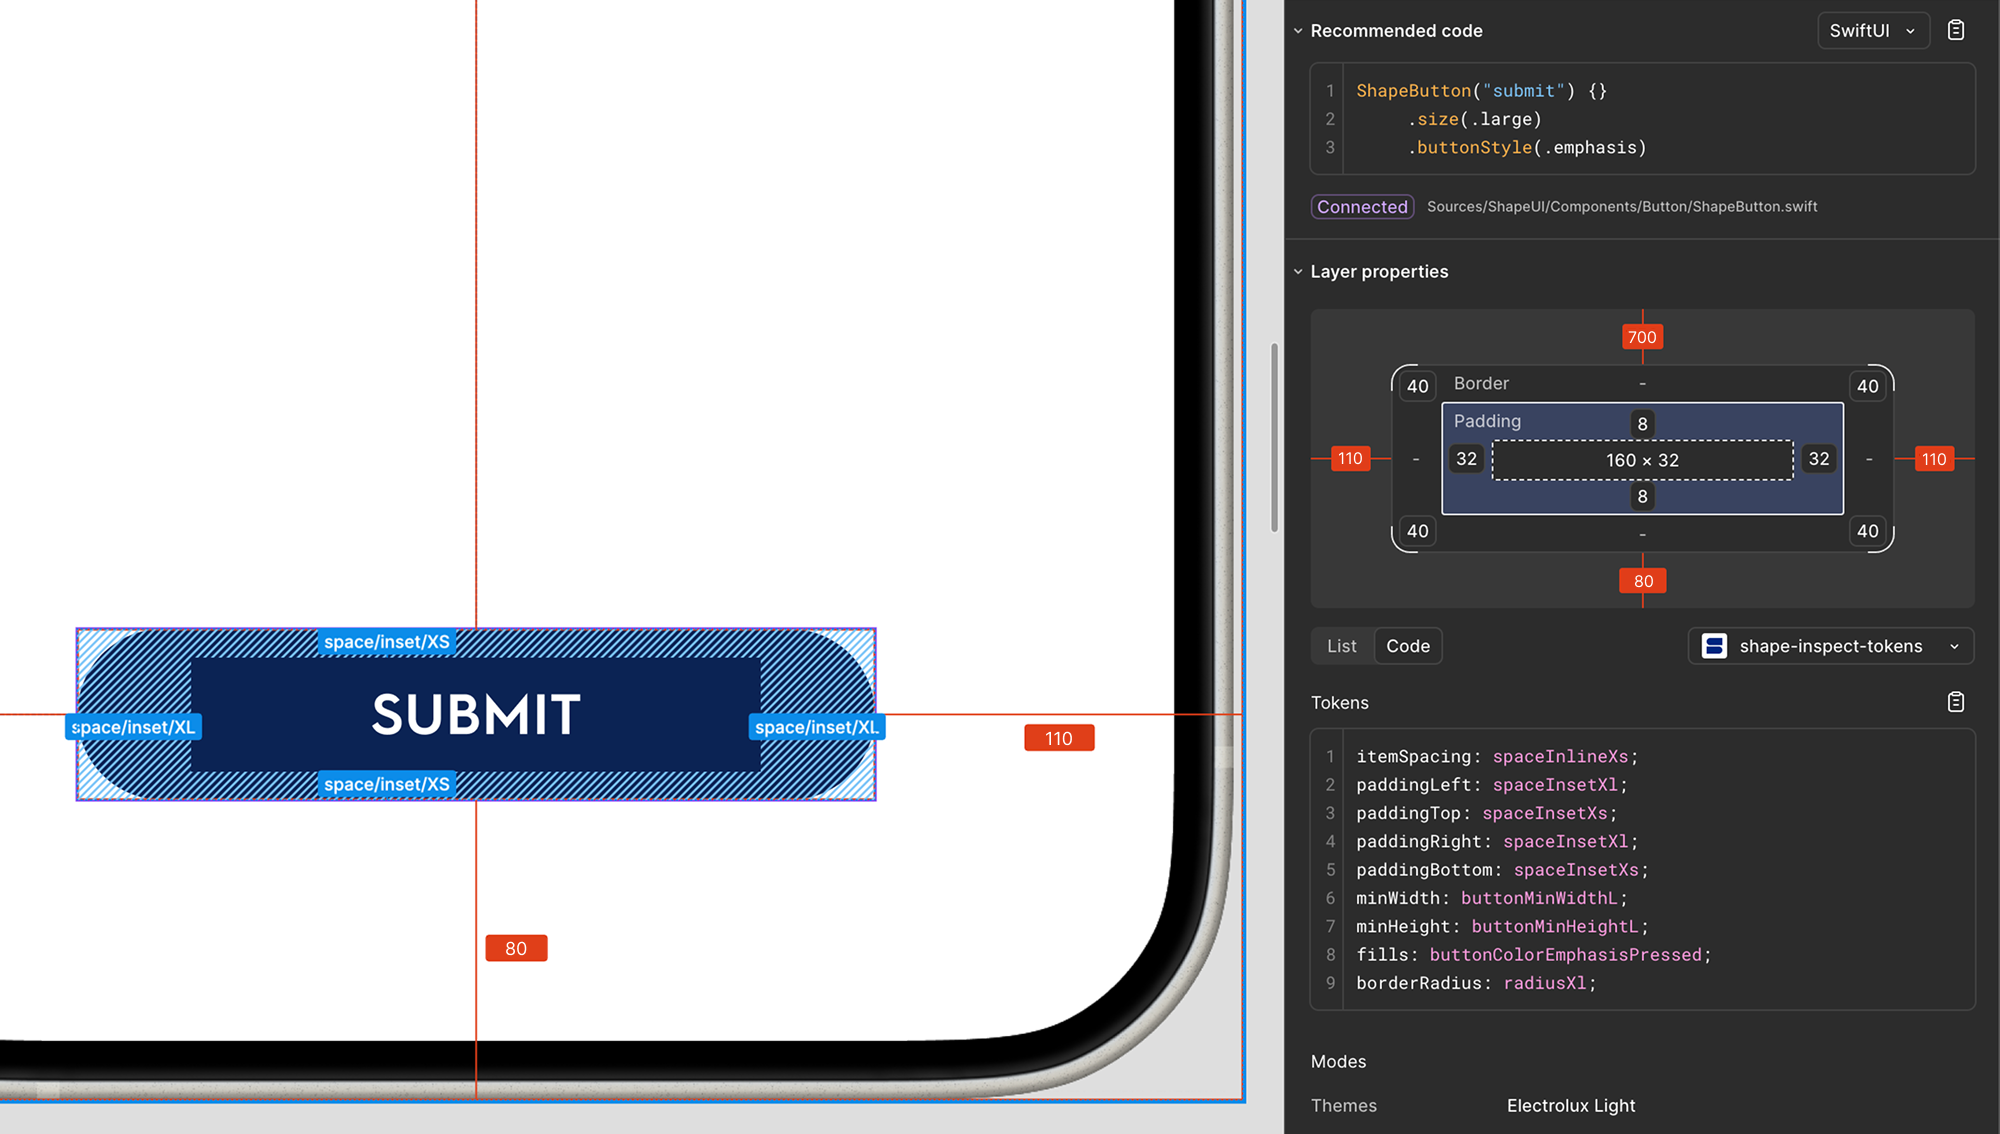 space/inset/XS
SUBMIT
space/inset/XL
space/inset/XL
space/inset/XS
110
80
Recommended code
SwiftUI
1 ShapeButton("submit") {}
2 .size(.large)
3 .buttonStyle(.emphasis)
Connected Sources/ShapeUI/Components/Button/ShapeButton.swift
Layer properties
700
40 Border - 40
Padding 8
110 - 32 160 × 32 32 - 110
8
40 - 40
80
List Code shape-inspect-tokens
Tokens
1 itemSpacing: spaceInlineXs;
2 paddingLeft: spaceInsetXl;
3 paddingTop: spaceInsetXs;
4 paddingRight: spaceInsetXl;
5 paddingBottom: spaceInsetXs;
6 minWidth: buttonMinWidthL;
7 minHeight: buttonMinHeightL;
8 fills: buttonColorEmphasisPressed;
9 borderRadius: radiusXl;
Modes
Themes Electrolux Light